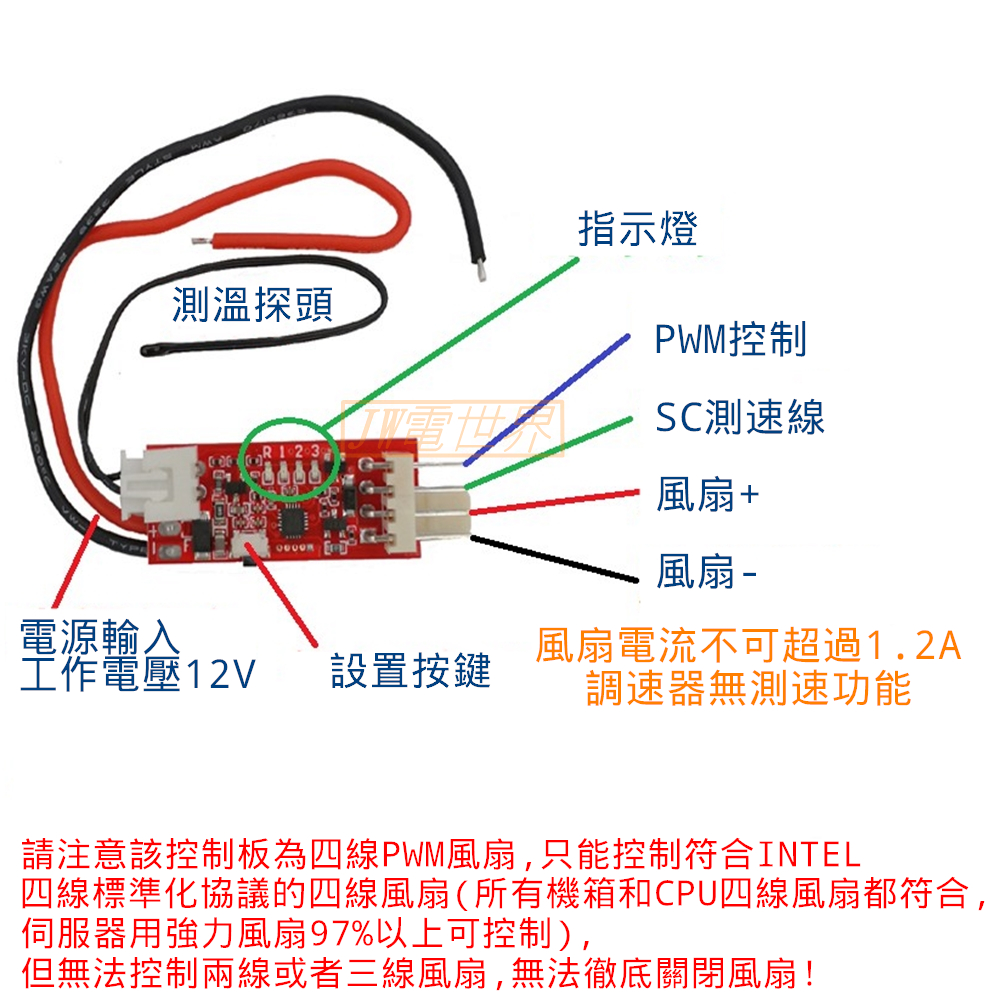 指示燈
測溫探頭
PWM控制
JW電世界
SC測速線
R 1 2 3
風扇+
風扇-
電源輸入
工作電壓12V
設置按鍵
風扇電流不可超過1.2A
調速器無測速功能
請注意該控制板為四線PWM風扇,只能控制符合INTEL
四線標準化協議的四線風扇(所有機箱和CPU四線風扇都符合,
伺服器用強力風扇97%以上可控制),
但無法控制兩線或者三線風扇,無法徹底關閉風扇!